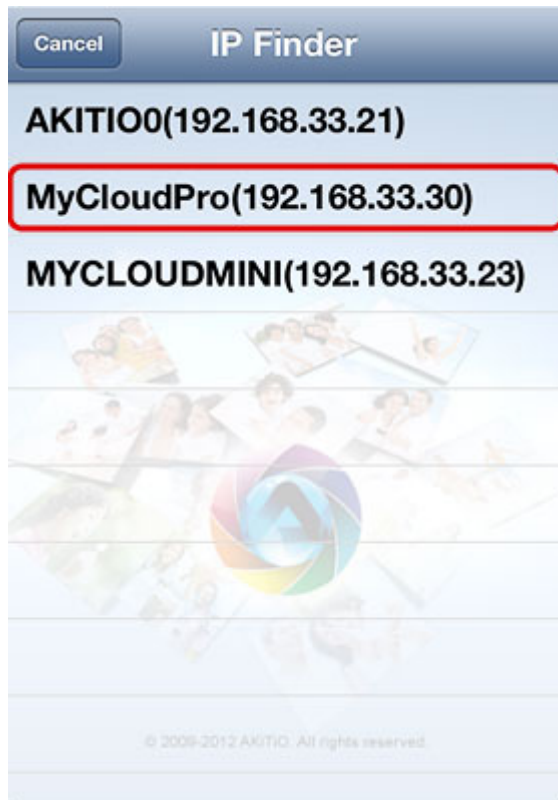 Cancel
IP Finder
AKITIO0(192.168.33.21)
MyCloudPro(192.168.33.30)
MYCLOUDMINI(192.168.33.23)
© 2009-2012 AKiTiO. All rights reserved.